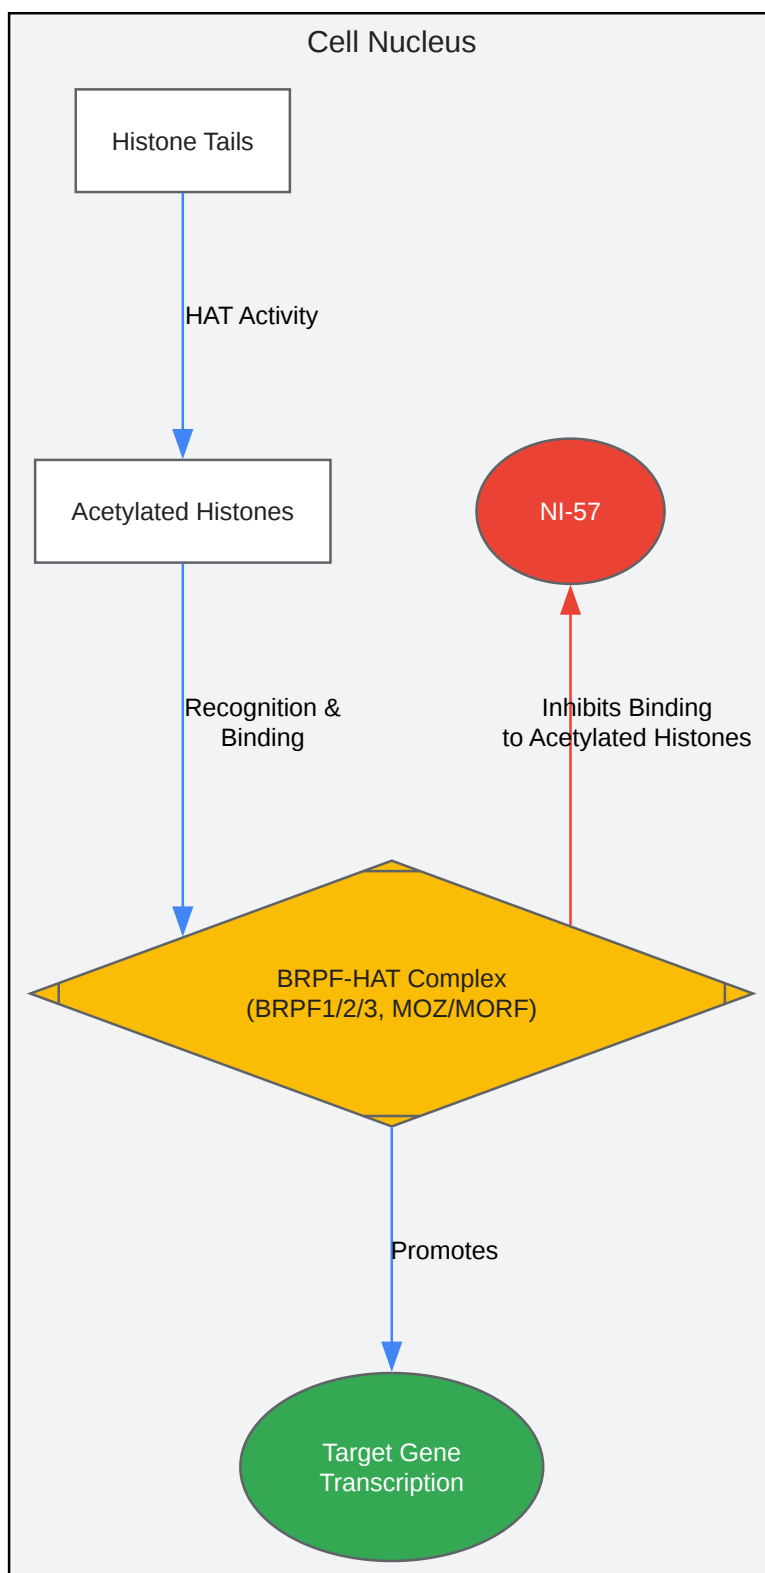 Cell Nucleus
Histone Tails
HAT Activity
Acetylated Histones
NI-57
Recognition &
Binding
Inhibits Binding
to Acetylated Histones
BRPF-HAT Complex
(BRPF1/2/3, MOZ/MORF)
Promotes
Target Gene
Transcription